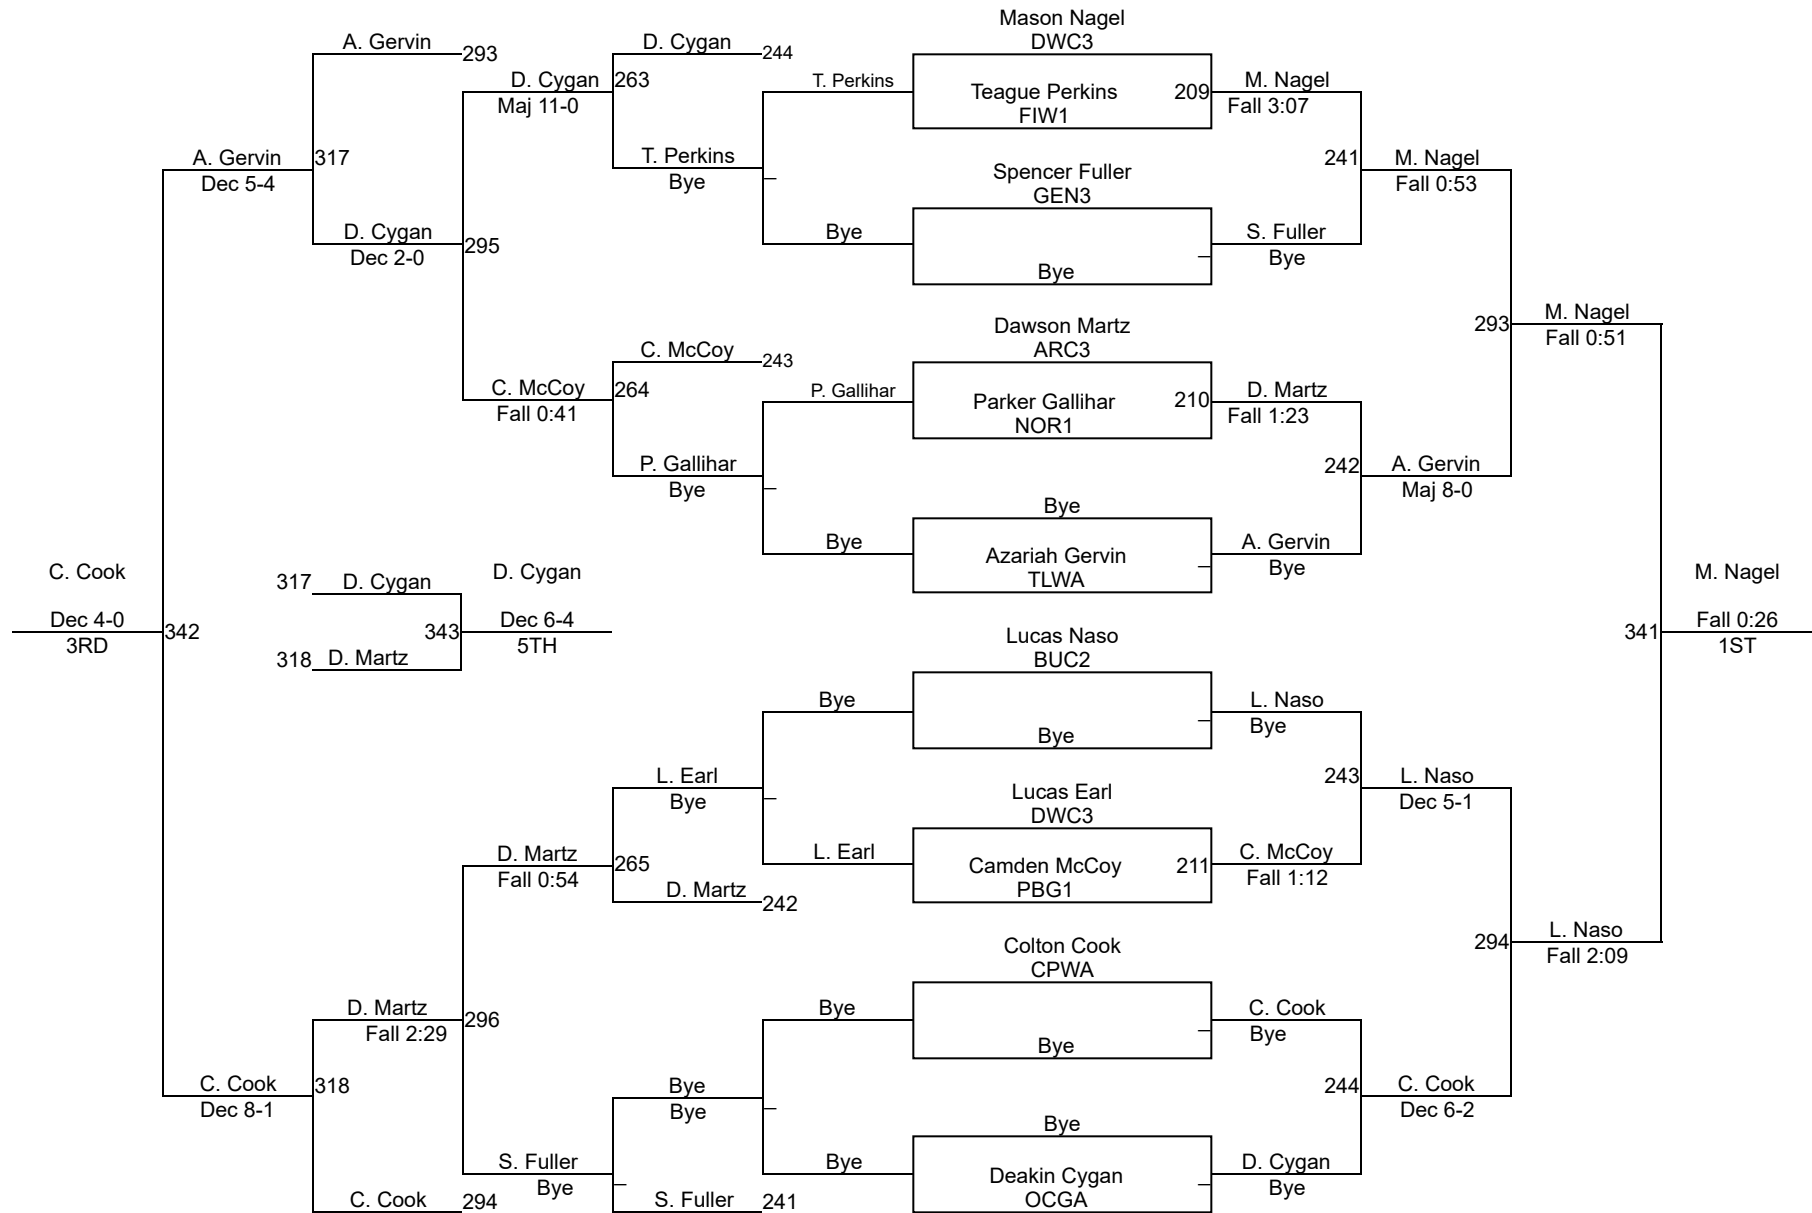 Mason Nagel
A. Gervin
D. Cygan
DWC3
293
244
D. Cygan
263
T. Perkins
M. Nagel
Teague Perkins
209
Maj 11-0
Fall 3:07
FIW1
A. Gervin
317
T. Perkins
241
M. Nagel
Dec 5-4
Bye
_
Spencer Fuller
Fall 0:53
GEN3
D. Cygan
295
Bye
S. Fuller
Dec 2-0
_
Bye
Bye
M. Nagel
Dawson Martz
293
Fall 0:51
C. McCoy
243
ARC3
C. McCoy
264
P. Gallihar
D. Martz
Parker Gallihar
210
Fall 0:41
Fall 1:23
NOR1
P. Gallihar
242
A. Gervin
Bye
_
Maj 8-0
Bye
Bye
A. Gervin
Azariah Gervin
_
Bye
C. Cook
317
D. Cygan
D. Cygan
TLWA
M. Nagel
Dec 4-0
342
343
Dec 6-4
341
Fall 0:26
3RD
5TH
Lucas Naso
1ST
318
D. Martz
BUC2
Bye
L. Naso
_
Bye
Bye
L. Earl
243
L. Naso
Bye
_
Lucas Earl
Dec 5-1
DWC3
D. Martz
265
L. Earl
C. McCoy
Camden McCoy
211
Fall 0:54
Fall 1:12
D. Martz
242
PBG1
L. Naso
Colton Cook
294
Fall 2:09
CPWA
D. Martz
296
Bye
C. Cook
Fall 2:29
_
Bye
Bye
C. Cook
318
Bye
244
C. Cook
Dec 8-1
Bye
_
Dec 6-2
Bye
S. Fuller
Bye
D. Cygan
Deakin Cygan
Bye
_
_
Bye
C. Cook
294
S. Fuller
241
OCGA